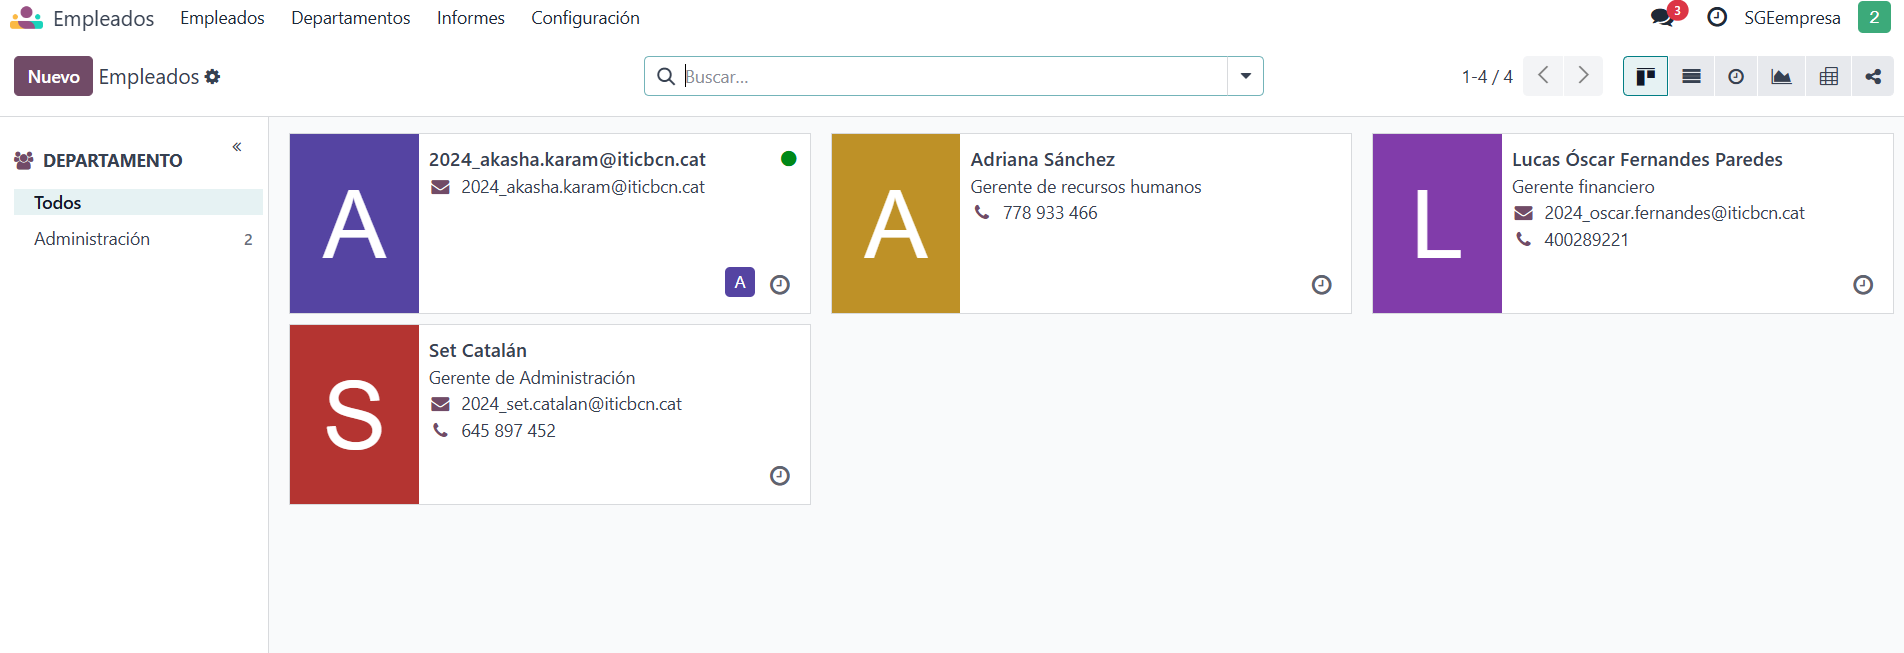 Empleados Empleados Departamentos Informes Configuración 3 SGEempresa 2
Nuevo Empleados Buscar... 1-4 / 4
DEPARTAMENTO
Todos
Administración 2
A
2024_akasha.karam@iticbcn.cat
2024_akasha.karam@iticbcn.cat
A
A
Adriana Sánchez
Gerente de recursos humanos
778 933 466
L
Lucas Óscar Fernandes Paredes
Gerente financiero
2024_oscar.fernandes@iticbcn.cat
400289221
S
Set Catalán
Gerente de Administración
2024_set.catalan@iticbcn.cat
645 897 452